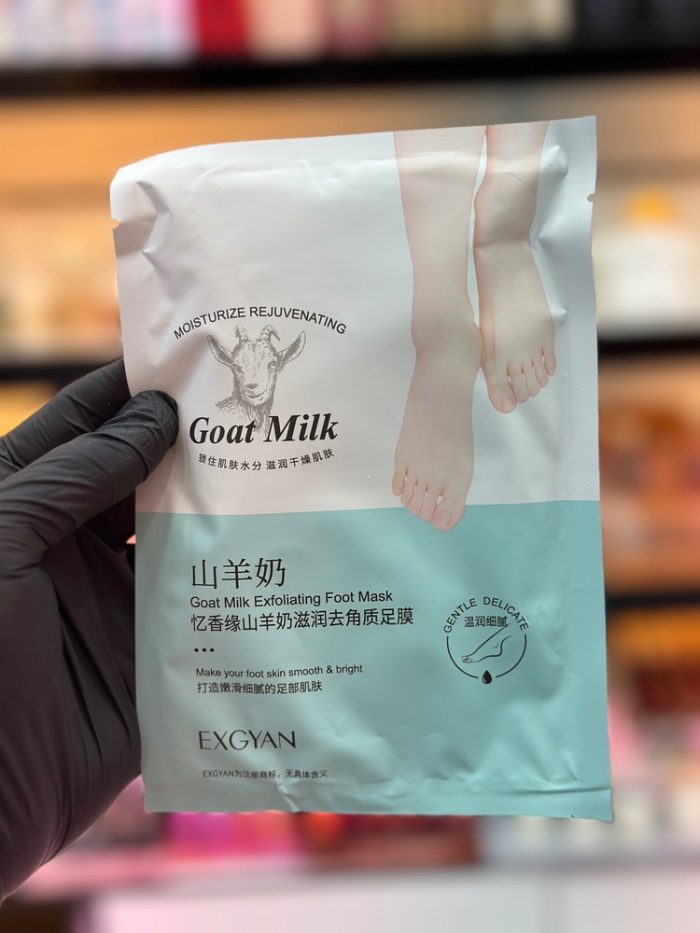 MOISTURIZE REJUVENATING
Goat Milk
锁住肌肤水分 滋润干燥肌肤
山羊奶
Goat Milk Exfoliating Foot Mask
忆香缘山羊奶滋润去角质足膜
Make your foot skin smooth & bright
打造嫩滑细腻的足部肌肤
GENTLE DELICATE
温润细腻
EXGYAN
EXGYAN为注册商标，无具体含义